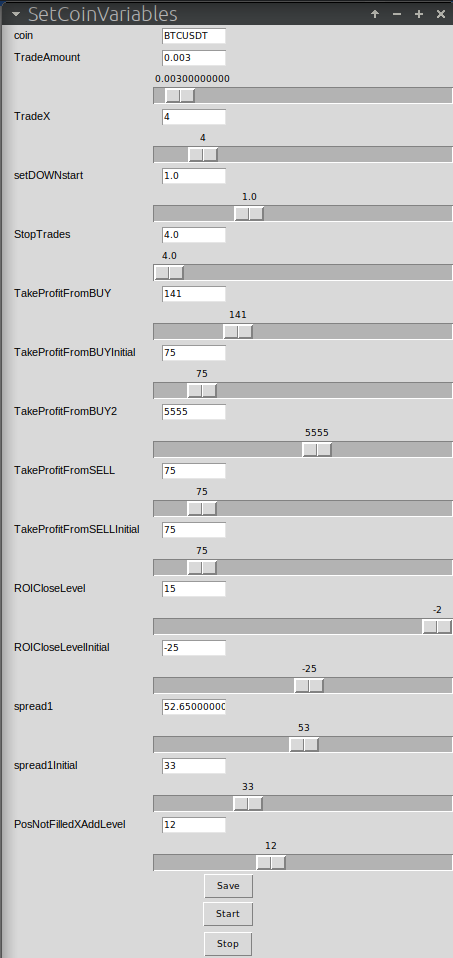 SetCoinVariables
coin BTCUSDT
TradeAmount 0.003
0.00300000000
TradeX 4
4
setDOWNstart 1.0
1.0
StopTrades 4.0
4.0
TakeProfitFromBUY 141
141
TakeProfitFromBUYInitial 75
75
TakeProfitFromBUY2 5555
5555
TakeProfitFromSELL 75
75
TakeProfitFromSELLInitial 75
75
ROICloseLevel 15
-2
ROICloseLevelInitial -25
-25
spread1 52.65000000
53
spread1Initial 33
33
PosNotFilledXAddLevel 12
12
Save
Start
Stop